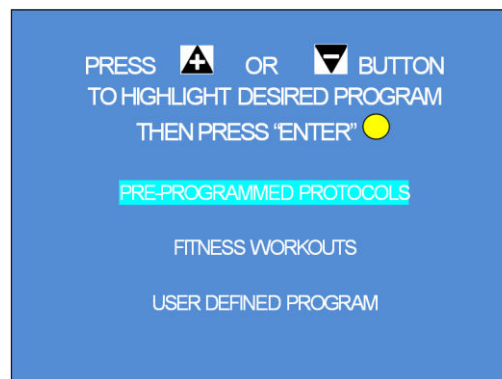 PRESS + OR - BUTTON
TO HIGHLIGHT DESIRED PROGRAM
THEN PRESS “ENTER”
PRE-PROGRAMMED PROTOCOLS
FITNESS WORKOUTS
USER DEFINED PROGRAM